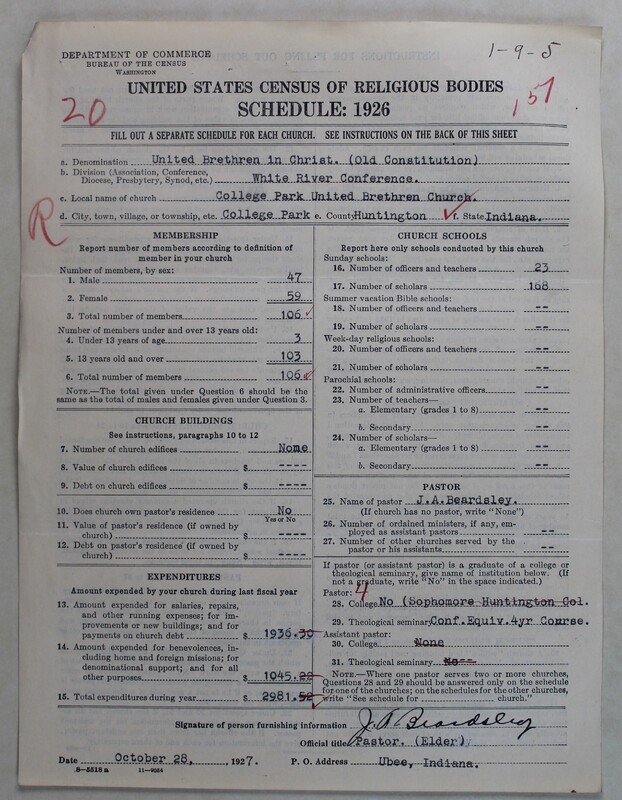 DEPARTMENT OF COMMERCE
BUREAU OF THE CENSUS
WASHINGTON
1-9-5
UNITED STATES CENSUS OF RELIGIOUS BODIES
SCHEDULE: 1926
20
151
FILL OUT A SEPARATE SCHEDULE FOR EACH CHURCH. SEE INSTRUCTIONS ON THE BACK OF THIS SHEET
a. Denomination United Brethren in Christ. (Old Constitution)
b. Division (Association, Conference, Diocese, Presbytery, Synod, etc.) White River Conference.
c. Local name of church College Park United Brethren Church.
d. City, town, village, or township, etc. College Park e. County Huntington f. State Indiana.
R
MEMBERSHIP
Report number of members according to definition of
member in your church
Number of members, by sex:
1. Male 47
2. Female 59
3. Total number of members 106
Number of members under and over 13 years old:
4. Under 13 years of age 3
5. 13 years old and over 103
6. Total number of members 106
NOTE.—The total given under Question 6 should be
same as the total of males and females given under Question 3.
CHURCH BUILDINGS
See instructions, paragraphs 10 to 12
7. Number of church edifices None
8. Value of church edifices $ ----
9. Debt on church edifices $ ----
10. Does church own pastor's residence No
Yes or No
11. Value of pastor's residence (if owned by
church) $ ----
12. Debt on pastor's residence (if owned by
church) $ ----
EXPENDITURES
Amount expended by your church during last fiscal year
13. Amount expended for salaries, repairs,
and other running expenses; for im-
provements or new buildings; and for
payments on church debt $ 1936.30
14. Amount expended for benevolences, in-
cluding home and foreign missions; for
denominational support; and for all
other purposes $ 1045.22
15. Total expenditures during year $ 2981.52
CHURCH SCHOOLS
Report here only schools conducted by this church
Sunday schools:
16. Number of officers and teachers 23
17. Number of scholars 168
Summer vacation Bible schools:
18. Number of officers and teachers --
19. Number of scholars --
Week-day religious schools:
20. Number of officers and teachers --
21. Number of scholars --
Parochial schools:
22. Number of administrative officers --
23. Number of teachers—
a. Elementary (grades 1 to 8) --
b. Secondary --
24. Number of scholars—
a. Elementary (grades 1 to 8) --
b. Secondary --
PASTOR
25. Name of pastor J.A.Beardsley.
(If church has no pastor, write "None")
26. Number of ordained ministers, if any, em-
ployed as assistant pastors --
27. Number of other churches served by the
pastor or his assistants --
If pastor (or assistant pastor) is a graduate of a college or
theological seminary, give name of institution below. (If
not a graduate, write "No" in the space indicated.)
Pastor: 4
28. College No (Sophomore Huntington Col.
29. Theological seminary Conf.Equiv.4yr Course.
Assistant pastor:
30. College None
31. Theological seminary No--
NOTE.—Where one pastor serves two or more churches,
Questions 28 and 29 should be answered only on the schedule
for one of the churches; on the schedules for the other churches,
write "See schedule for church."
Signature of person furnishing information J. A. Beardsley
Official title Pastor. (Elder)
Date October 28, 1927. P. O. Address Ubee, Indiana.
8—5518a 11—9054